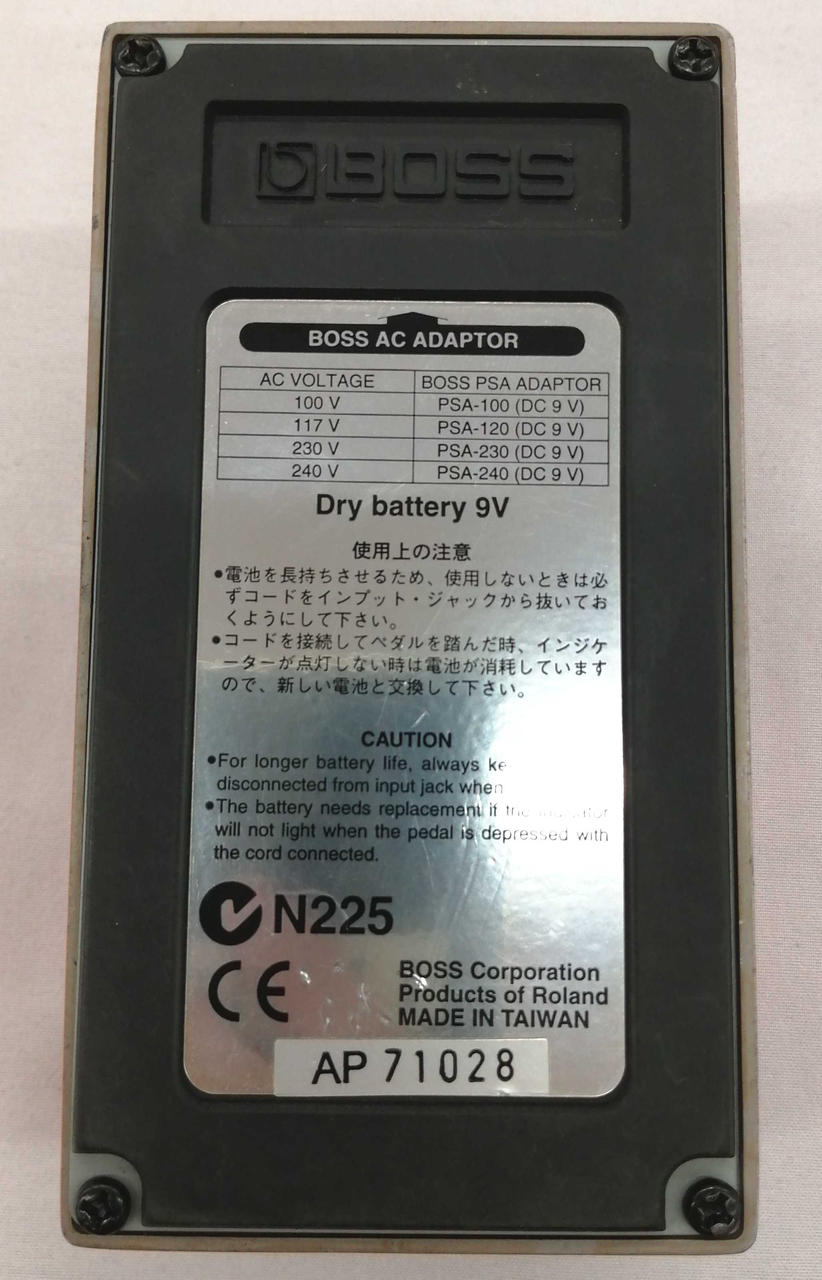 BOSS
BOSS AC ADAPTOR
AC VOLTAGE BOSS PSA ADAPTOR
100 V PSA-100 (DC 9 V)
117 V PSA-120 (DC 9 V)
230 V PSA-230 (DC 9 V)
240 V PSA-240 (DC 9 V)
Dry battery 9V
使用上の注意
●電池を長持ちさせるため、使用しないときは必
ずコードをインプット・ジャックから抜いてお
くようにして下さい。
●コードを接続してペダルを踏んだ時、インジケ
ーターが点灯しない時は電池が消耗しています
ので、新しい電池と交換して下さい。
CAUTION
●For longer battery life, always
disconnected from input jack when
●The battery needs replacement if the indicator
will not light when the pedal is depressed with
the cord connected.
N225
CE
BOSS Corporation
Products of Roland
MADE IN TAIWAN
AP 71028